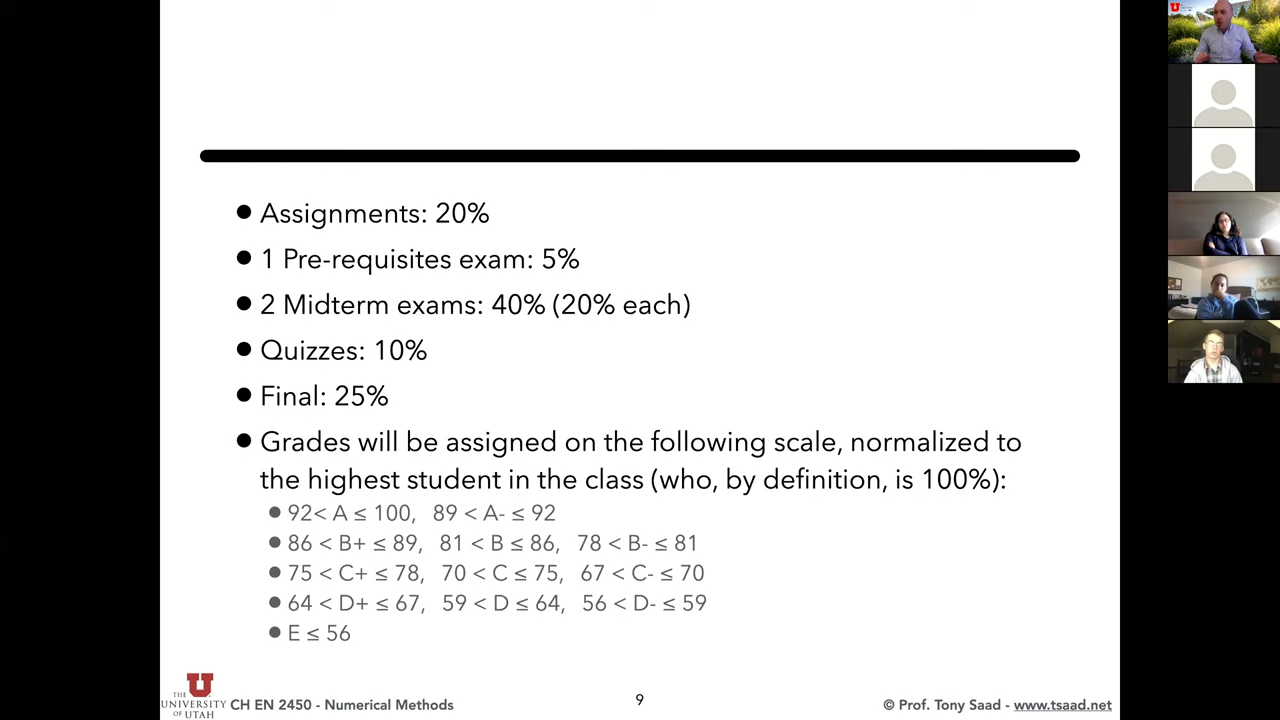 ● Assignments: 20%
● 1 Pre-requisites exam: 5%
● 2 Midterm exams: 40% (20% each)
● Quizzes: 10%
● Final: 25%
● Grades will be assigned on the following scale, normalized to
the highest student in the class (who, by definition, is 100%):
● 92< A ≤ 100, 89 < A- ≤ 92
● 86 < B+ ≤ 89, 81 < B ≤ 86, 78 < B- ≤ 81
● 75 < C+ ≤ 78, 70 < C ≤ 75, 67 < C- ≤ 70
● 64 < D+ ≤ 67, 59 < D ≤ 64, 56 < D- ≤ 59
● E ≤ 56
THE
UNIVERSITY
OF UTAH
CH EN 2450 - Numerical Methods
9
© Prof. Tony Saad - www.tsaad.net